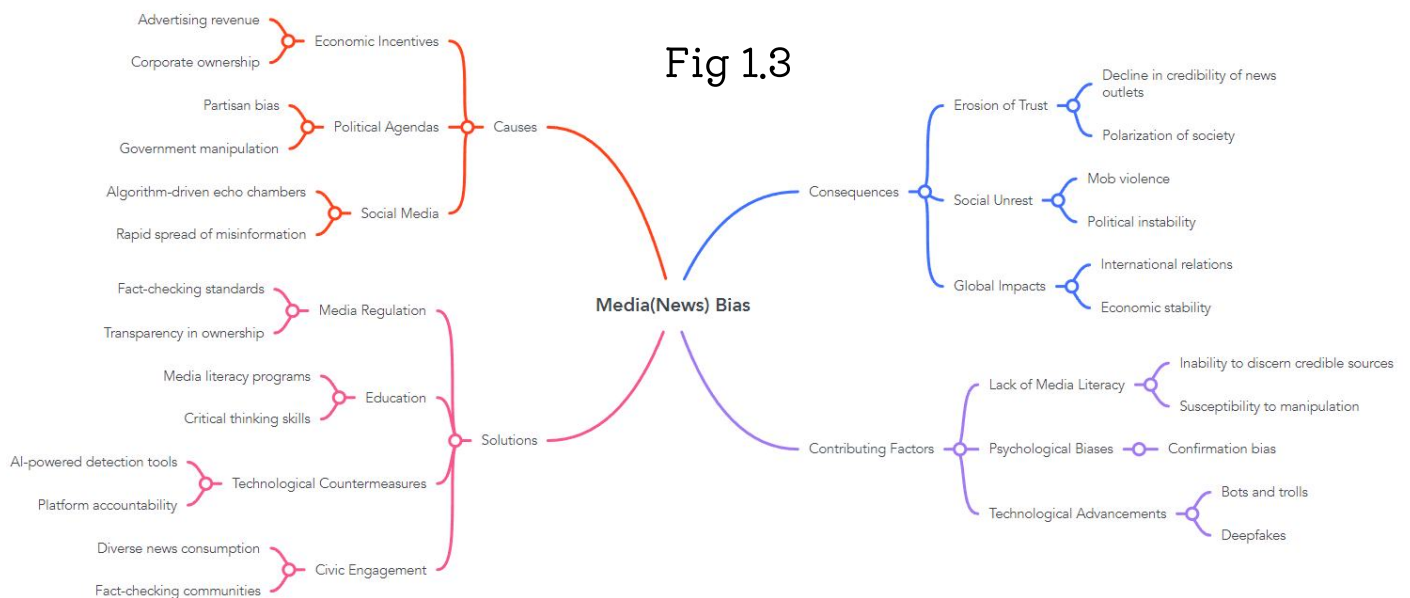 Fig 1.3
Media(News) Bias
Causes
Economic Incentives
Advertising revenue
Corporate ownership
Political Agendas
Partisan bias
Government manipulation
Social Media
Algorithm-driven echo chambers
Rapid spread of misinformation
Consequences
Erosion of Trust
Decline in credibility of news
outlets
Polarization of society
Social Unrest
Mob violence
Political instability
Global Impacts
International relations
Economic stability
Solutions
Media Regulation
Fact-checking standards
Transparency in ownership
Education
Media literacy programs
Critical thinking skills
Technological Countermeasures
AI-powered detection tools
Platform accountability
Civic Engagement
Diverse news consumption
Fact-checking communities
Contributing Factors
Lack of Media Literacy
Inability to discern credible sources
Susceptibility to manipulation
Psychological Biases
Confirmation bias
Technological Advancements
Bots and trolls
Deepfakes